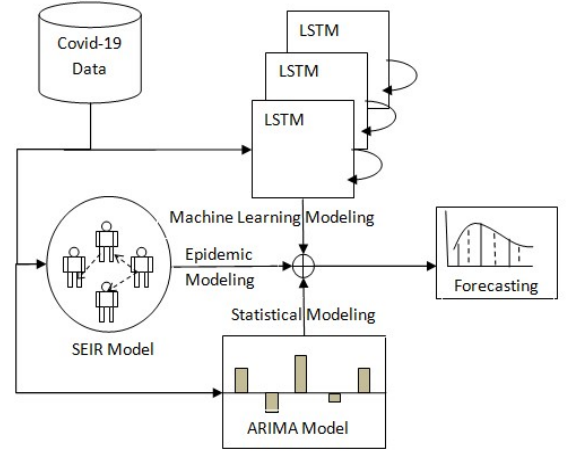 Covid-19
Data
LSTM
LSTM
LSTM
Machine Learning Modeling
Epidemic
Modeling
Forecasting
Statistical Modeling
SEIR Model
ARIMA Model